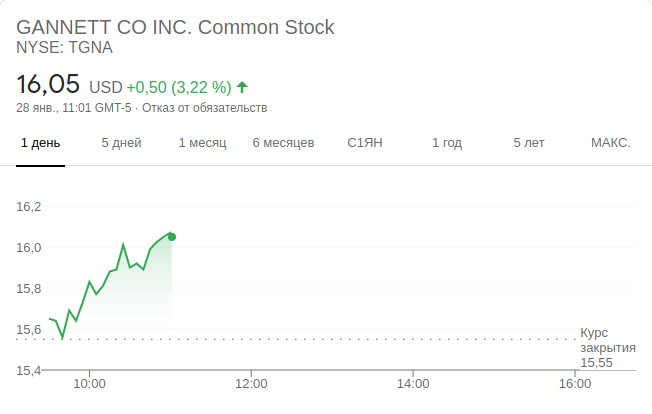 GANNETT CO INC. Common Stock
NYSE: TGNA
16,05 USD +0,50 (3,22 %)
28 янв., 11:01 GMT-5 · Отказ от обязательств
1 день 5 дней 1 месяц 6 месяцев С1ЯН 1 год 5 лет МАКС.
16,2
16,0
15,8
15,6
Курс
закрытия
15,55
15,4
10:00 12:00 14:00 16:00